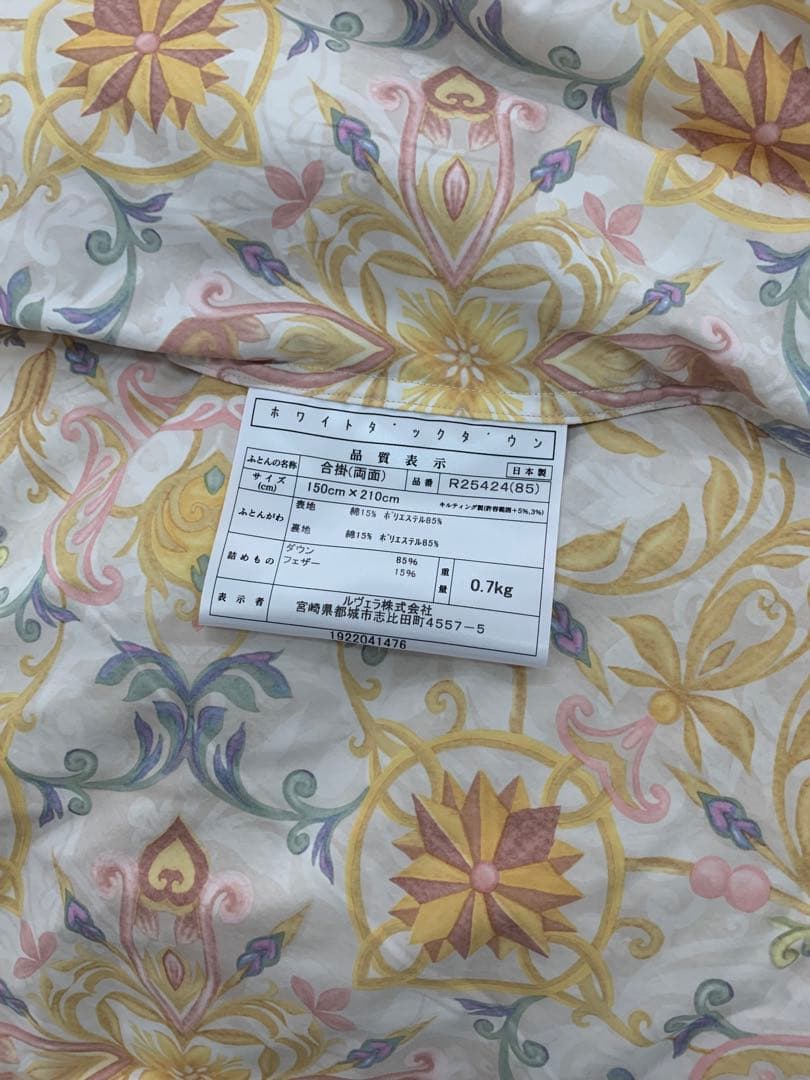 ホワイトダックダウン
品質表示 日本製
ふとんの名称 合掛(両面) 品番 R25424(85)
サイズ(cm) 150cm×210cm キルティング製(許容範囲+5%,3%)
ふとんがわ 表地 綿15% ポリエステル85%
裏地 綿15% ポリエステル85%
詰めもの ダウン 85%
フェザー 15%
重量 0.7kg
表示者 ルヴェラ株式会社
宮崎県都城市志比田町4557-5
1922041476